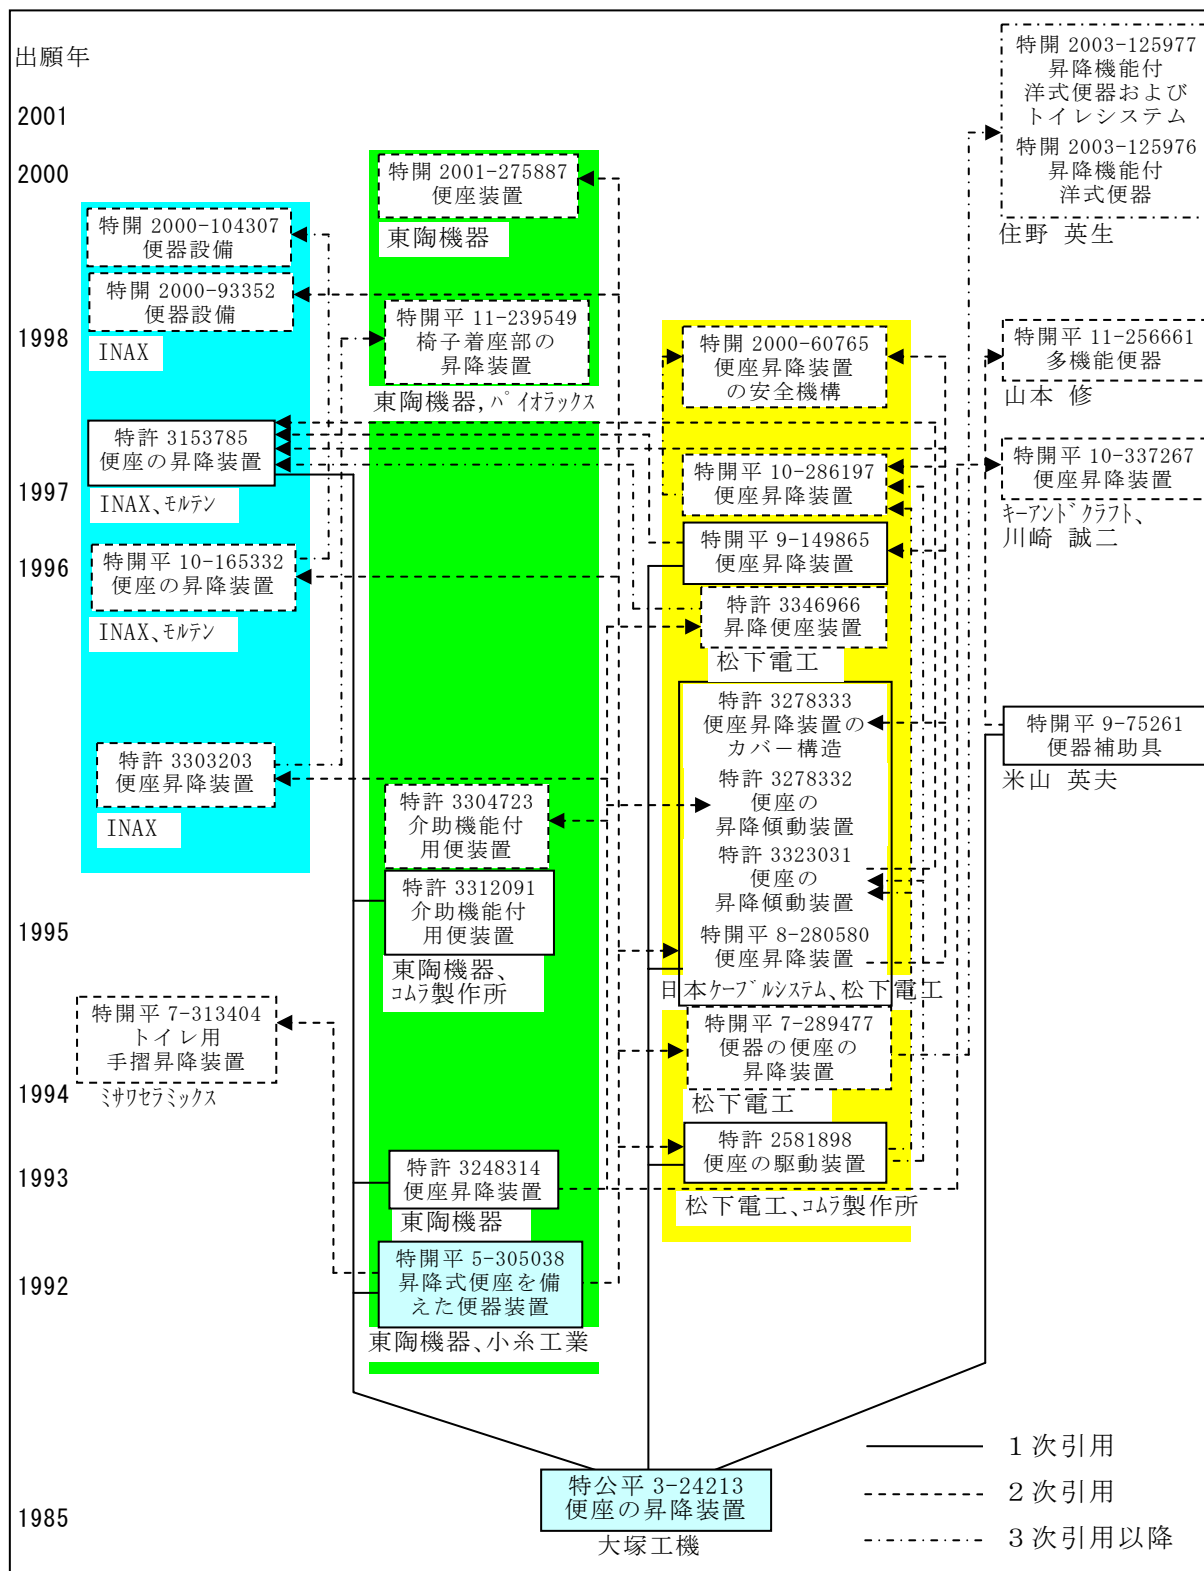 出願年
2001
2000
1998
1997
1996
1995
1994
1993
1992
1985
特開 2000-104307
便器設備
特開 2000-93352
便器設備
INAX
特許 3153785
便座の昇降装置
INAX、モルテン
特開平 10-165332
便座の昇降装置
INAX、モルテン
特許 3303203
便座昇降装置
INAX
特開平 7-313404
トイレ用
手摺昇降装置
ミサワセラミックス
特開 2001-275887
便座装置
東陶機器
特開平 11-239549
椅子着座部の
昇降装置
東陶機器,パイオラックス
特許 3304723
介助機能付
用便装置
特許 3312091
介助機能付
用便装置
東陶機器、
コムラ製作所
特許 3248314
便座昇降装置
東陶機器
特開平 5-305038
昇降式便座を備
えた便器装置
東陶機器、小糸工業
特開 2000-60765
便座昇降装置
の安全機構
特開平 10-286197
便座昇降装置
特開平 9-149865
便座昇降装置
特許 3346966
昇降便座装置
松下電工
特許 3278333
便座昇降装置の
カバー構造
特許 3278332
便座の
昇降傾動装置
特許 3323031
便座の
昇降傾動装置
特開平 8-280580
便座昇降装置
日本ケーブルシステム、松下電工
特開平 7-289477
便器の便座の
昇降装置
松下電工
特許 2581898
便座の駆動装置
松下電工、コムラ製作所
特開 2003-125977
昇降機能付
洋式便器および
トイレシステム
特開 2003-125976
昇降機能付
洋式便器
住野 英生
特開平 11-256661
多機能便器
山本 修
特開平 10-337267
便座昇降装置
キーアンドクラフト、
川崎 誠二
特開平 9-75261
便器補助具
米山 英夫
特公平 3-24213
便座の昇降装置
大塚工機
1次引用
2次引用
3次引用以降